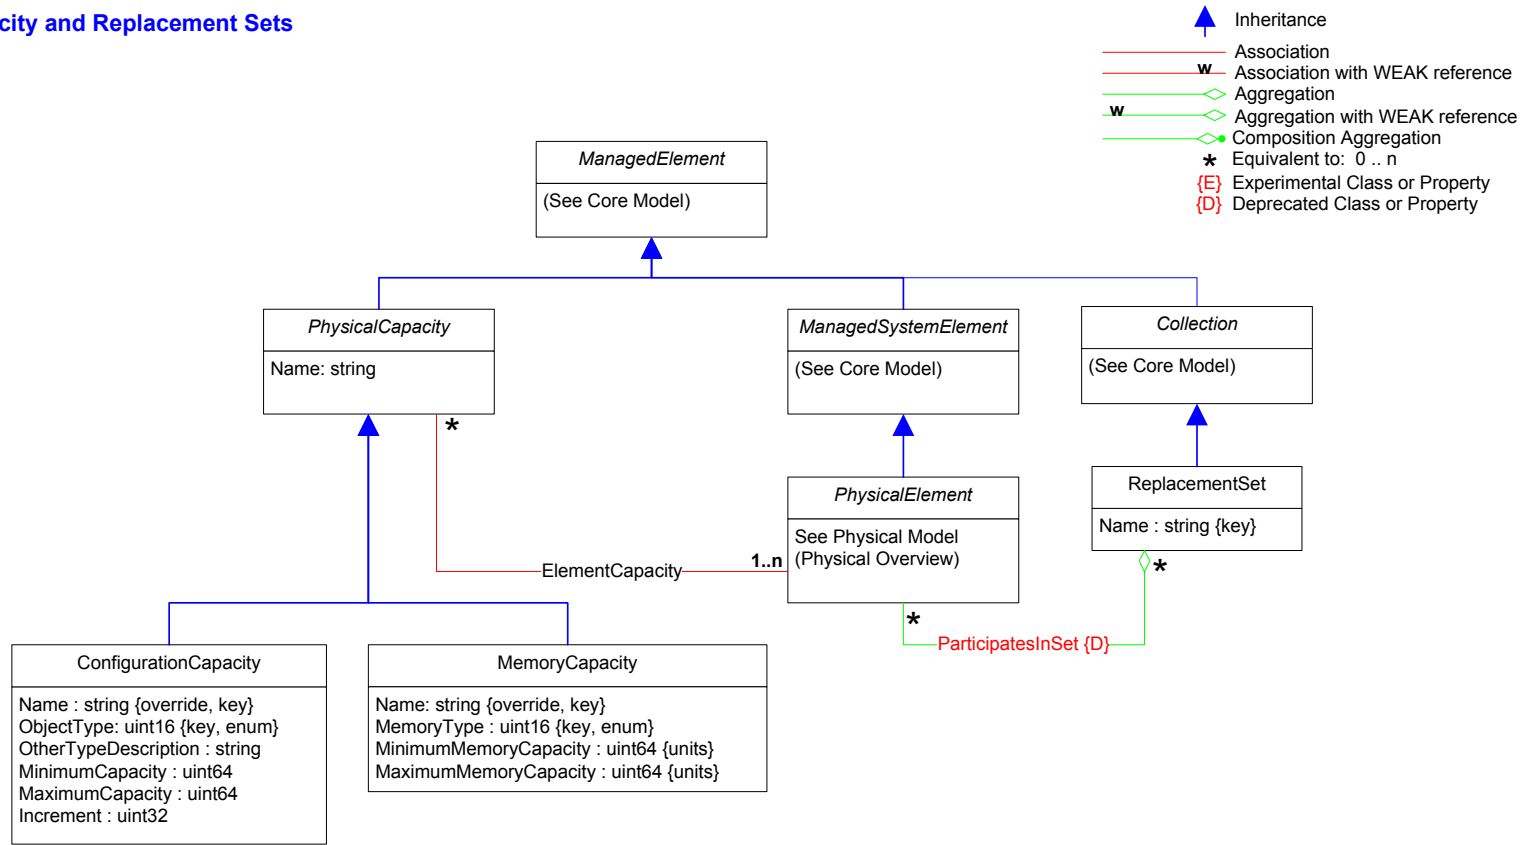 city and Replacement Sets
Inheritance
Association
w Association with WEAK reference
Aggregation
w Aggregation with WEAK reference
Composition Aggregation
* Equivalent to: 0 .. n
{E} Experimental Class or Property
{D} Deprecated Class or Property
ManagedElement
(See Core Model)
PhysicalCapacity
Name: string
*
ManagedSystemElement
(See Core Model)
Collection
(See Core Model)
PhysicalElement
See Physical Model
(Physical Overview)
ReplacementSet
Name : string {key}
*
ElementCapacity
1..n
*
ParticipatesInSet {D}
ConfigurationCapacity
Name : string {override, key}
ObjectType: uint16 {key, enum}
OtherTypeDescription : string
MinimumCapacity : uint64
MaximumCapacity : uint64
Increment : uint32
MemoryCapacity
Name: string {override, key}
MemoryType : uint16 {key, enum}
MinimumMemoryCapacity : uint64 {units}
MaximumMemoryCapacity : uint64 {units}